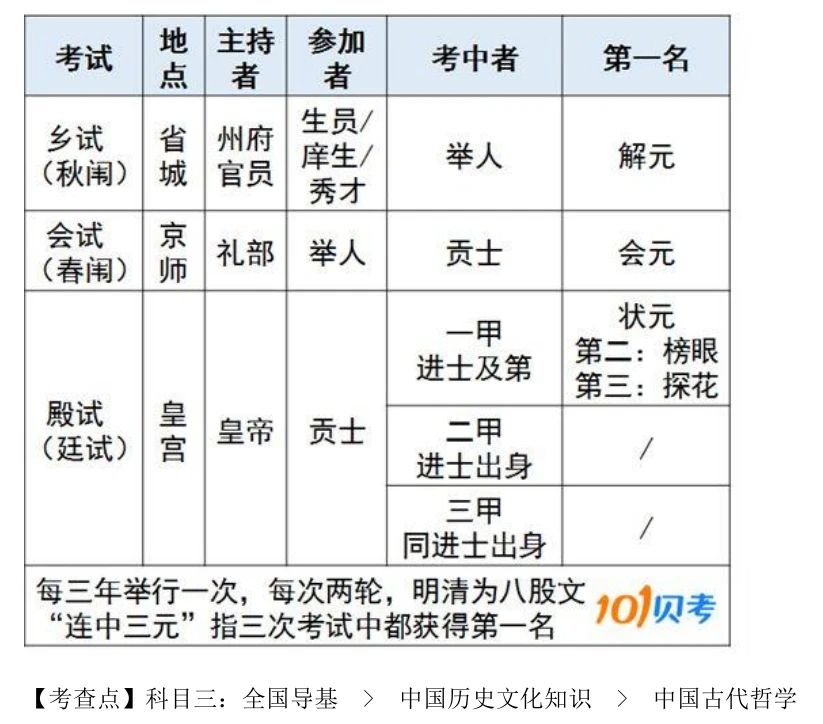 考试 地点 主持者 参加者 考中者 第一名
乡试（秋闱） 省城 州府官员 生员/庠生/秀才 举人 解元
会试（春闱） 京师 礼部 举人 贡士 会元
殿试（廷试） 皇宫 皇帝 贡士 一甲 进士及第 状元 第二：榜眼 第三：探花
二甲 进士出身 /
三甲 同进士出身 /
每三年举行一次，每次两轮，明清为八股文
“连中三元”指三次考试中都获得第一名
101贝考
【考查点】科目三：全国导基 > 中国历史文化知识 > 中国古代哲学